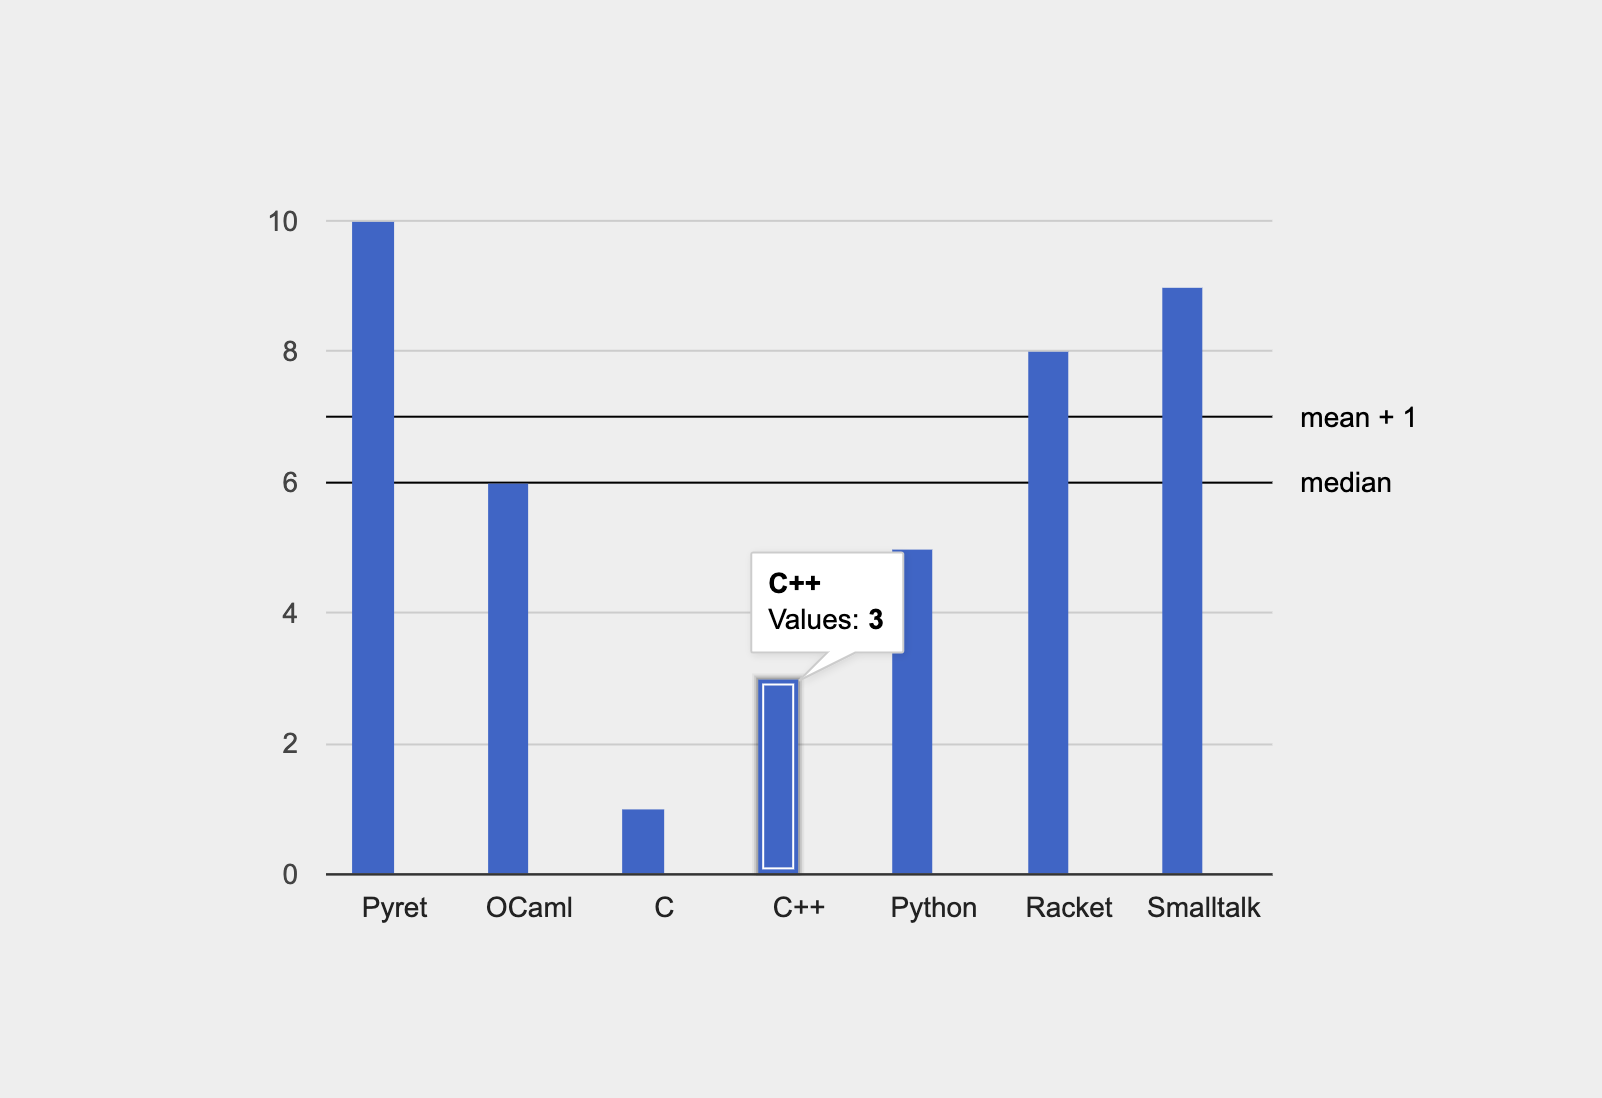 10
8
mean + 1
6
median
C++
Values: 3
4
2
0
Pyret OCaml C C++ Python Racket Smalltalk